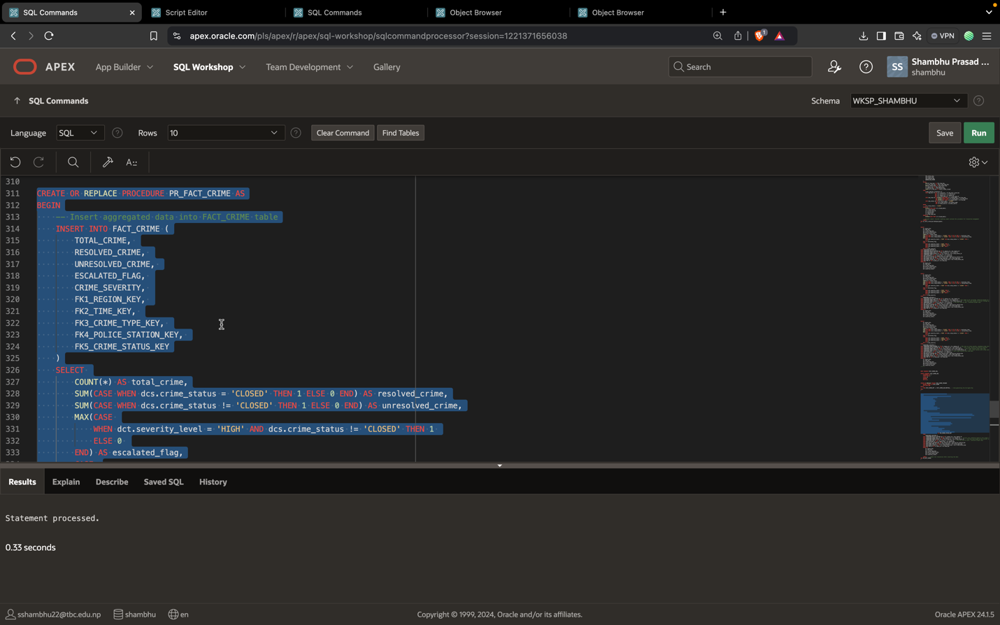 SQL Commands
Script Editor
SQL Commands
Object Browser
Object Browser
apex.oracle.com/pls/apex/r/apex/sql-workshop/sqlcommandprocessor?session=1221371656038
1
VPN
APEX
App Builder
SQL Workshop
Team Development
Gallery
Search
SS
Shambhu Prasad ...
shambhu
SQL Commands
Schema
WKSP_SHAMBHU
Language
SQL
Rows
10
Clear Command
Find Tables
Save
Run
310
311 CREATE OR REPLACE PROCEDURE PR_FACT_CRIME AS
312 BEGIN
313 -- Insert aggregated data into FACT_CRIME table
314 INSERT INTO FACT_CRIME (
315 TOTAL_CRIME,
316 RESOLVED_CRIME,
317 UNRESOLVED_CRIME,
318 ESCALATED_FLAG,
319 CRIME_SEVERITY,
320 FK1_REGION_KEY,
321 FK2_TIME_KEY,
322 FK3_CRIME_TYPE_KEY,
323 FK4_POLICE_STATION_KEY,
324 FK5_CRIME_STATUS_KEY
325 )
326 SELECT
327 COUNT(*) AS total_crime,
328 SUM(CASE WHEN dcs.crime_status = 'CLOSED' THEN 1 ELSE 0 END) AS resolved_crime,
329 SUM(CASE WHEN dcs.crime_status != 'CLOSED' THEN 1 ELSE 0 END) AS unresolved_crime,
330 MAX(CASE
331 WHEN dct.severity_level = 'HIGH' AND dcs.crime_status != 'CLOSED' THEN 1
332 ELSE 0
333 END) AS escalated_flag,
Results
Explain
Describe
Saved SQL
History
Statement processed.
0.33 seconds
sshambhu22@tbc.edu.np
shambhu
en
Copyright © 1999, 2024, Oracle and/or its affiliates.
Oracle APEX 24.1.5